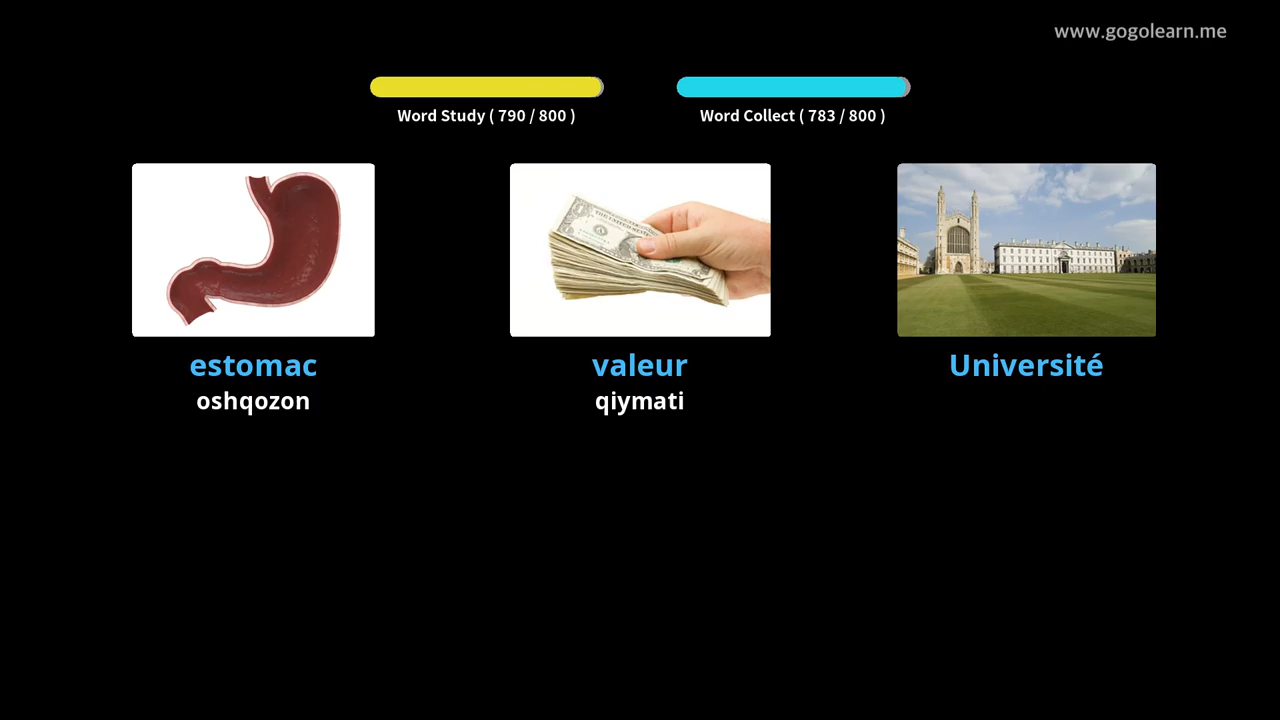 www.gogolearn.me
Word Study ( 790 / 800 )
Word Collect ( 783 / 800 )
estomac
oshqozon
valeur
qiymati
Université